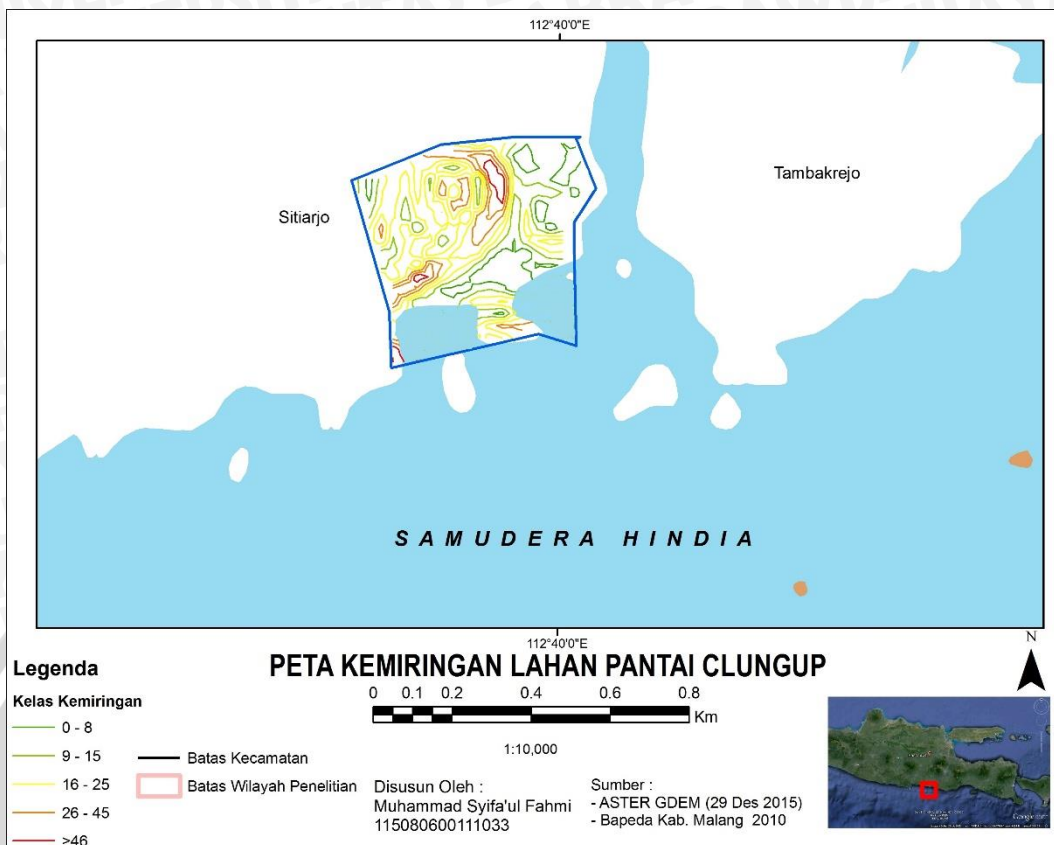 112°40'0"E
Tambakrejo
Sitiarjo
SAMUDERA HINDIA
112°40'0"E
N
Legenda
PETA KEMIRINGAN LAHAN PANTAI CLUNGUP
Kelas Kemiringan
0 0.1 0.2 0.4 0.6 0.8
Km
1:10,000
0 - 8
9 - 15
16 - 25
26 - 45
>46
Batas Kecamatan
Batas Wilayah Penelitian
Disusun Oleh :
Muhammad Syifa'ul Fahmi
115080600111033
Sumber :
- ASTER GDEM (29 Des 2015)
- Bapeda Kab. Malang 2010